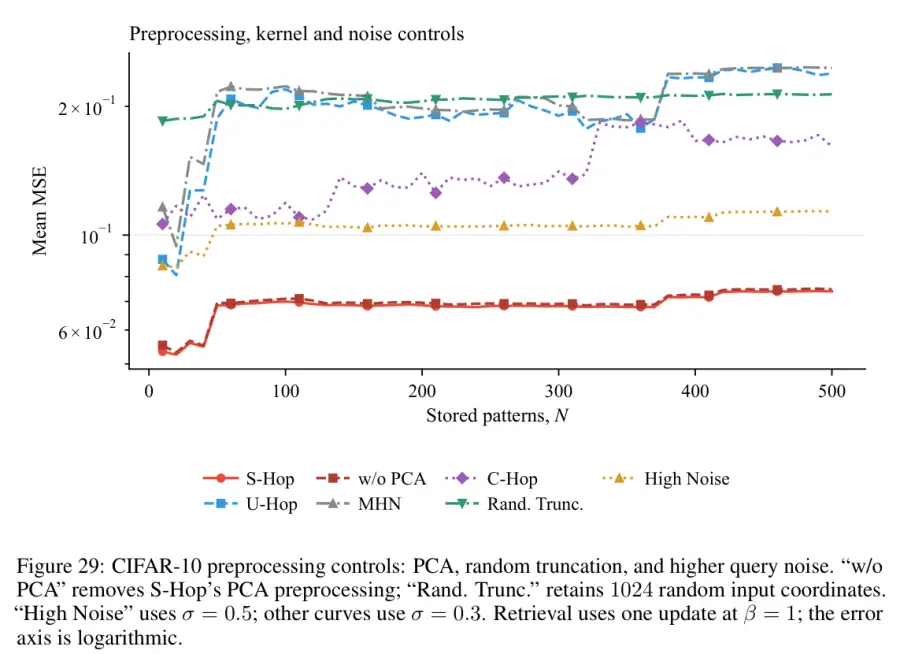 Preprocessing, kernel and noise controls
Mean MSE
2 × 10⁻¹
10⁻¹
6 × 10⁻²
0 100 200 300 400 500
Stored patterns, N
S-Hop w/o PCA C-Hop High Noise
U-Hop MHN Rand. Trunc.
Figure 29: CIFAR-10 preprocessing controls: PCA, random truncation, and higher query noise. “w/o
PCA” removes S-Hop’s PCA preprocessing; “Rand. Trunc.” retains 1024 random input coordinates.
“High Noise” uses σ = 0.5; other curves use σ = 0.3. Retrieval uses one update at β = 1; the error
axis is logarithmic.